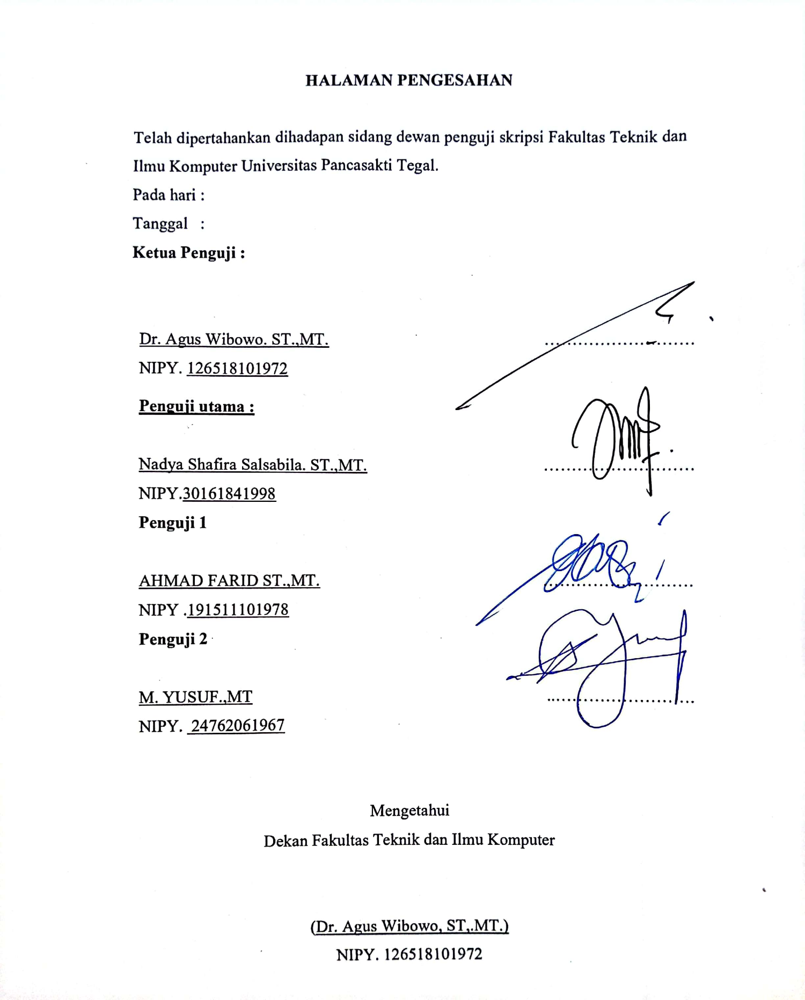 HALAMAN PENGESAHAN
Telah dipertahankan dihadapan sidang dewan penguji skripsi Fakultas Teknik dan
Ilmu Komputer Universitas Pancasakti Tegal.
Pada hari :
Tanggal :
Ketua Penguji :
Dr. Agus Wibowo. ST.,MT. ..............................
NIPY. 126518101972
Penguji utama :
Nadya Shafira Salsabila. ST.,MT. ..............................
NIPY.30161841998
Penguji 1
AHMAD FARID ST.,MT. ..............................
NIPY .191511101978
Penguji 2
M. YUSUF.,MT ..............................
NIPY. 24762061967
Mengetahui
Dekan Fakultas Teknik dan Ilmu Komputer
(Dr. Agus Wibowo, ST,.MT.)
NIPY. 126518101972